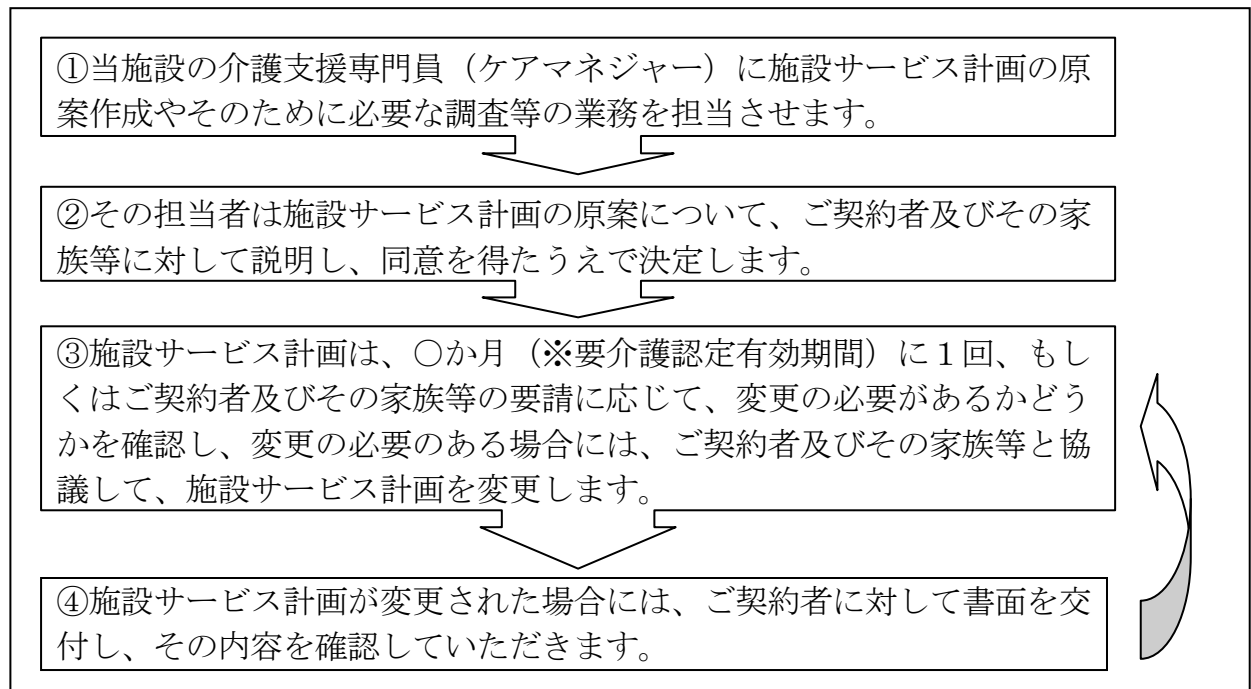 ①当施設の介護支援専門員（ケアマネジャー）に施設サービス計画の原
案作成やそのために必要な調査等の業務を担当させます。
②その担当者は施設サービス計画の原案について、ご契約者及びその家
族等に対して説明し、同意を得たうえで決定します。
③施設サービス計画は、○か月（※要介護認定有効期間）に１回、もし
くはご契約者及びその家族等の要請に応じて、変更の必要があるかどう
かを確認し、変更の必要のある場合には、ご契約者及びその家族等と協
議して、施設サービス計画を変更します。
④施設サービス計画が変更された場合には、ご契約者に対して書面を交
付し、その内容を確認していただきます。